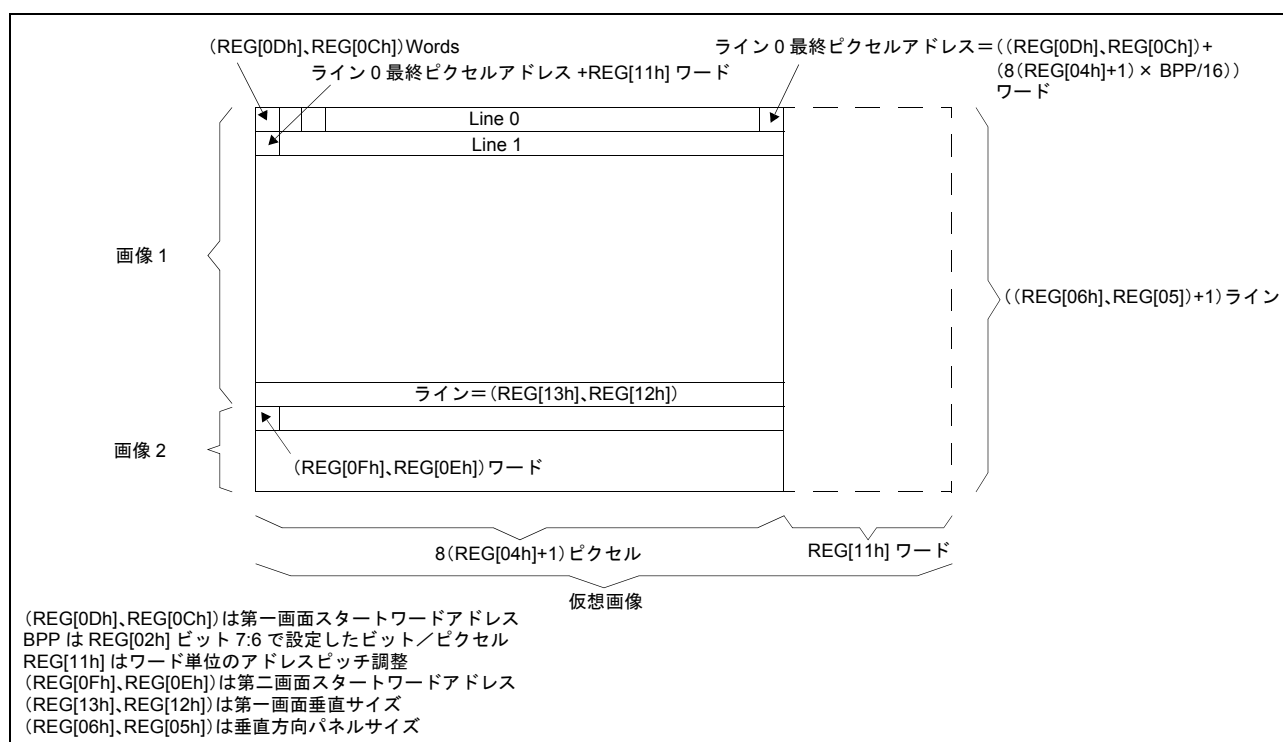 (REG[0Dh]、REG[0Ch])Words
ライン 0 最終ピクセルアドレス＝((REG[0Dh]、REG[0Ch])+
(8(REG[04h]+1) × BPP/16))
ワード
ライン 0 最終ピクセルアドレス +REG[11h] ワード
Line 0
Line 1
画像 1
((REG[06h]、REG[05])+1)ライン
ライン＝(REG[13h]、REG[12h])
画像 2
(REG[0Fh]、REG[0Eh])ワード
8(REG[04h]+1)ピクセル
REG[11h] ワード
仮想画像
(REG[0Dh]、REG[0Ch])は第一画面スタートワードアドレス
BPP は REG[02h] ビット 7:6 で設定したビット／ピクセル
REG[11h] はワード単位のアドレスピッチ調整
(REG[0Fh]、REG[0Eh])は第二画面スタートワードアドレス
(REG[13h]、REG[12h])は第一画面垂直サイズ
(REG[06h]、REG[05h])は垂直方向パネルサイズ